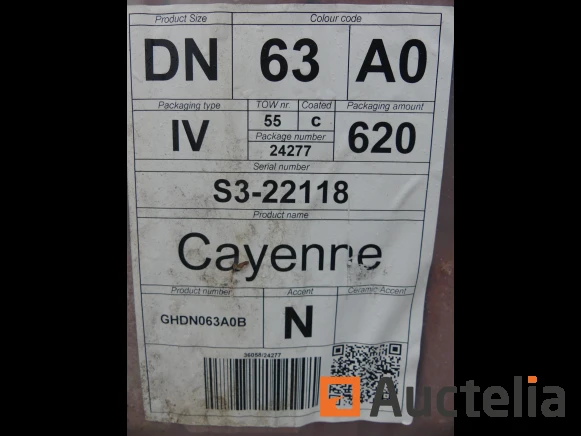 Product Size Colour code
DN 63 A0
Packaging type TOW nr. Coated Packaging amount
IV 55 c 620
Package number
24277
Serial number
S3-22118
Product name
Cayenne
Product number Accent Ceramic Accent
GHDN063A0B N
36058/24277
Auctelia